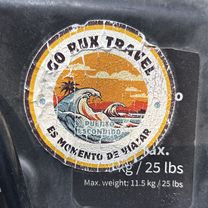 GO RUN TRAVEL
PUERTO
ESCONDIDO
ES MOMENTO DE VIAJAR
Max.
kg / 25 lbs
Max. weight: 11.5 kg / 25 lbs